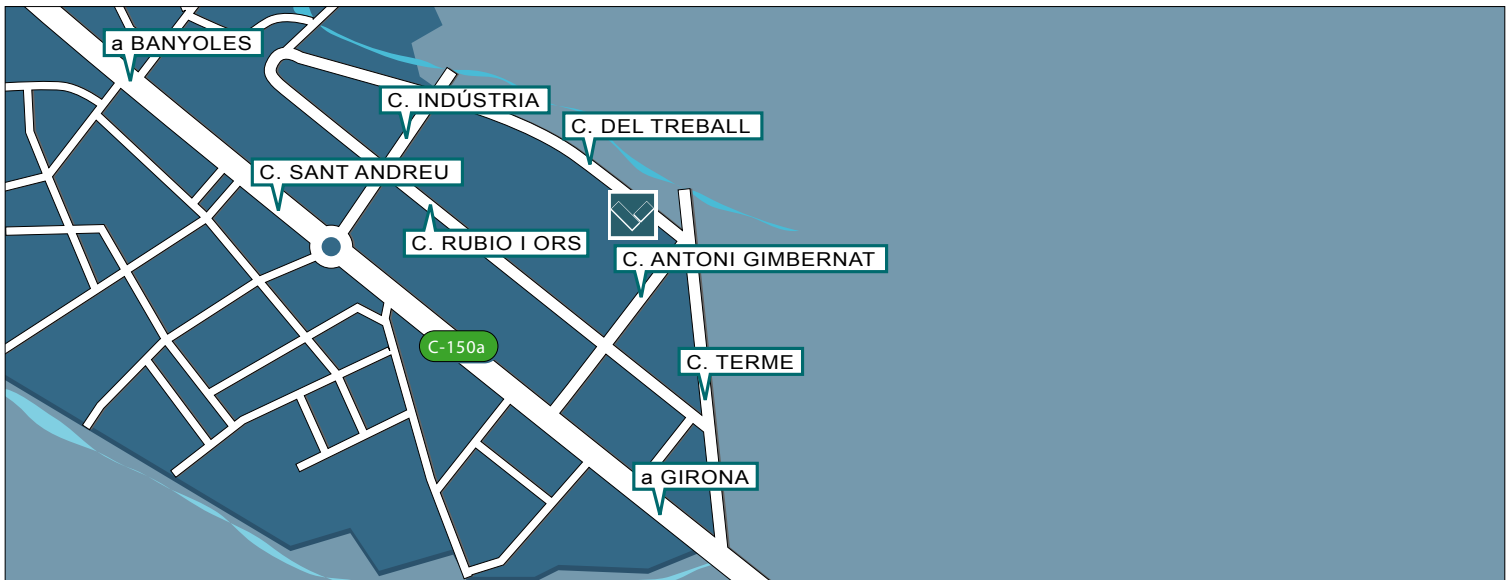 a BANYOLES
C. INDÚSTRIA
C. DEL TREBALL
C. SANT ANDREU
C. RUBIO I ORS
C. ANTONI GIMBERNAT
C-150a
C. TERME
a GIRONA